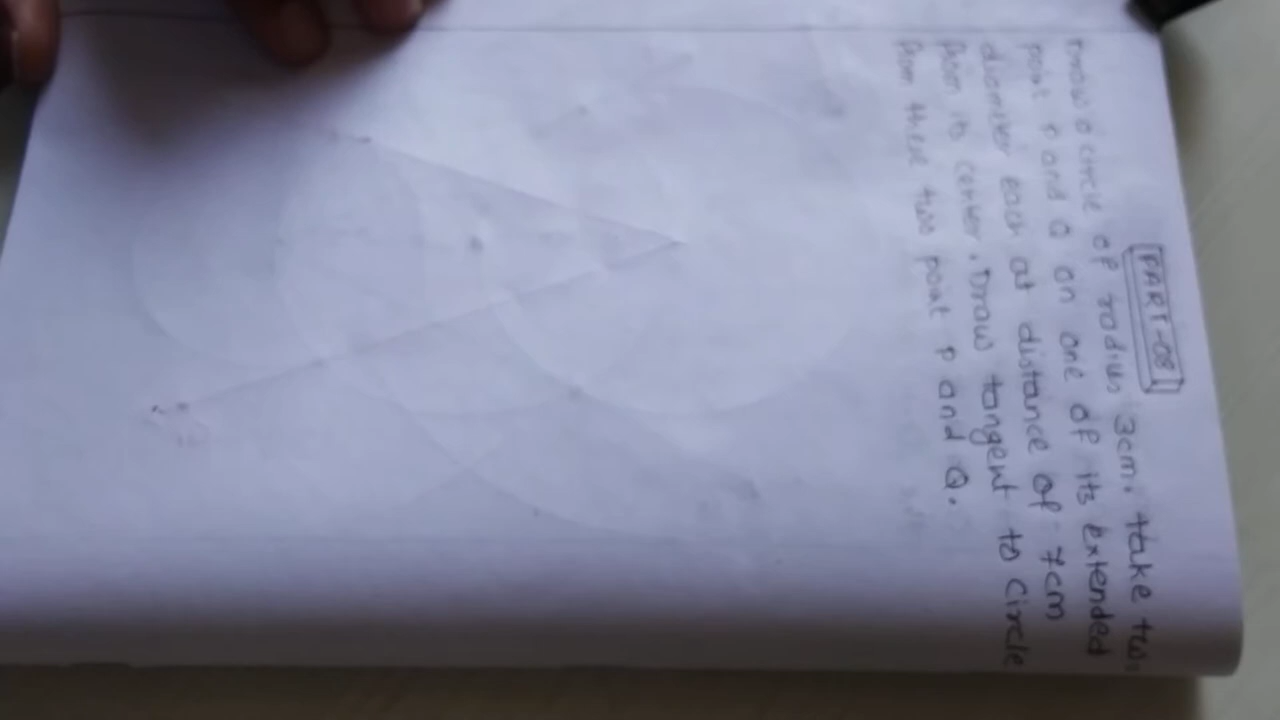 [PART-08]
Draw a circle of radius 3cm. take two
point P and Q on one of its extended
diameter each at distance of 7cm
from its center. Draw tangent to circle
from these two point P and Q.